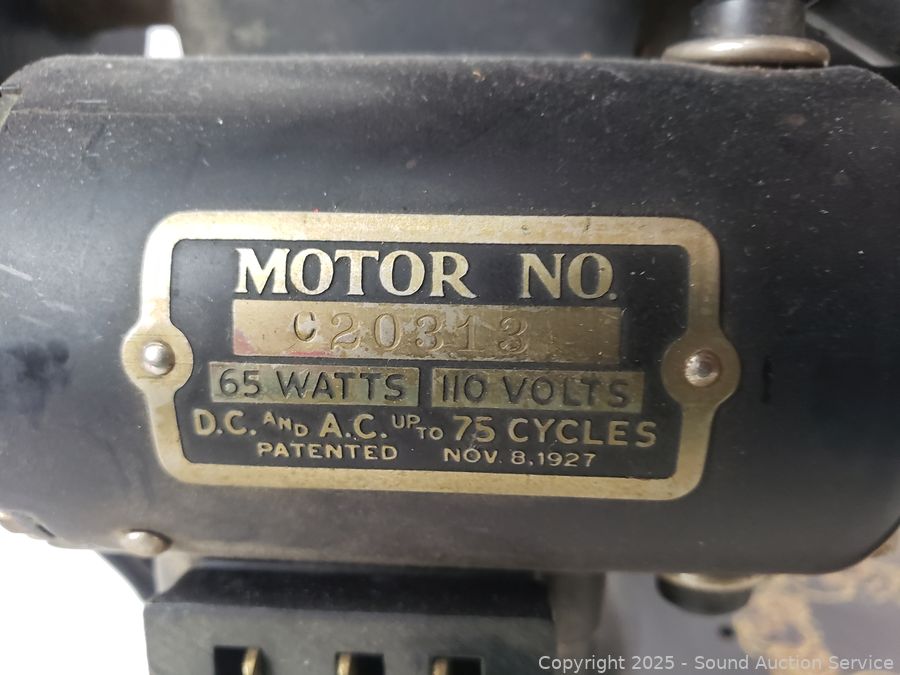 MOTOR NO.
C20313
65 WATTS 110 VOLTS
D.C. AND A.C. UP TO 75 CYCLES
PATENTED NOV. 8, 1927
Copyright © 2025 - Sound Auction Service